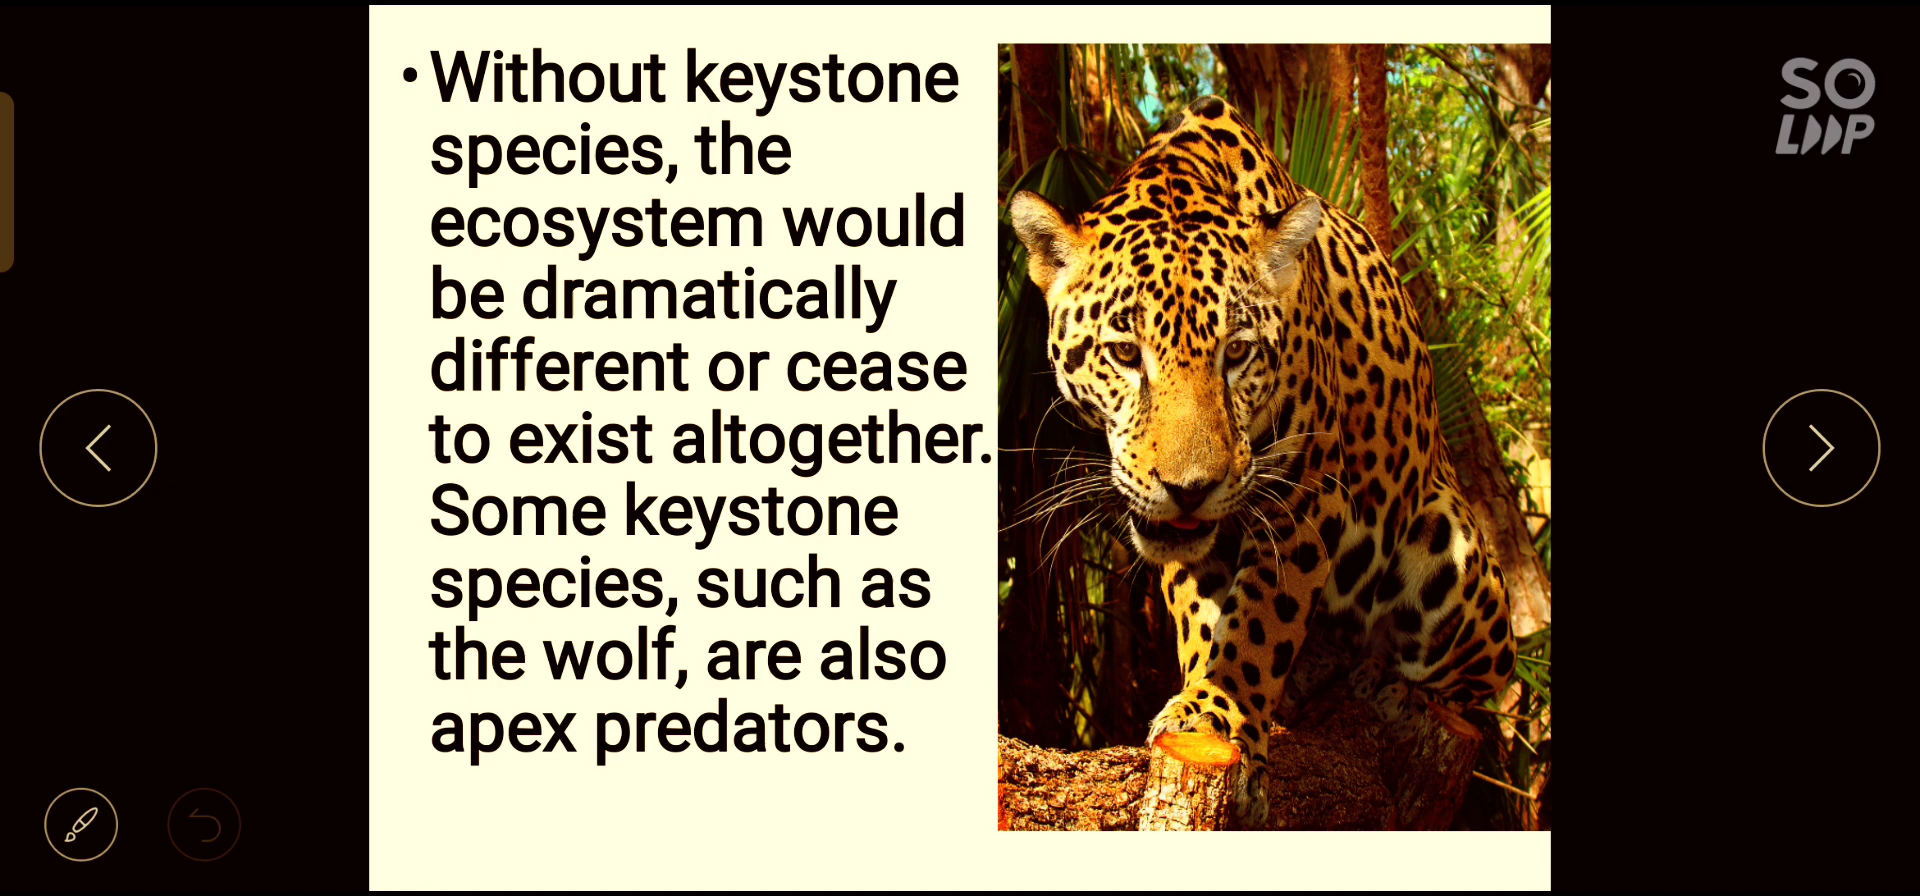 • Without keystone
species, the
ecosystem would
be dramatically
different or cease
to exist altogether.
Some keystone
species, such as
the wolf, are also
apex predators.
SO
LOOP